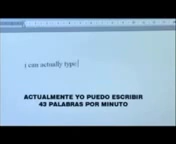 i can actually type
ACTUALMENTE YO PUEDO ESCRIBIR
43 PALABRAS POR MINUTO